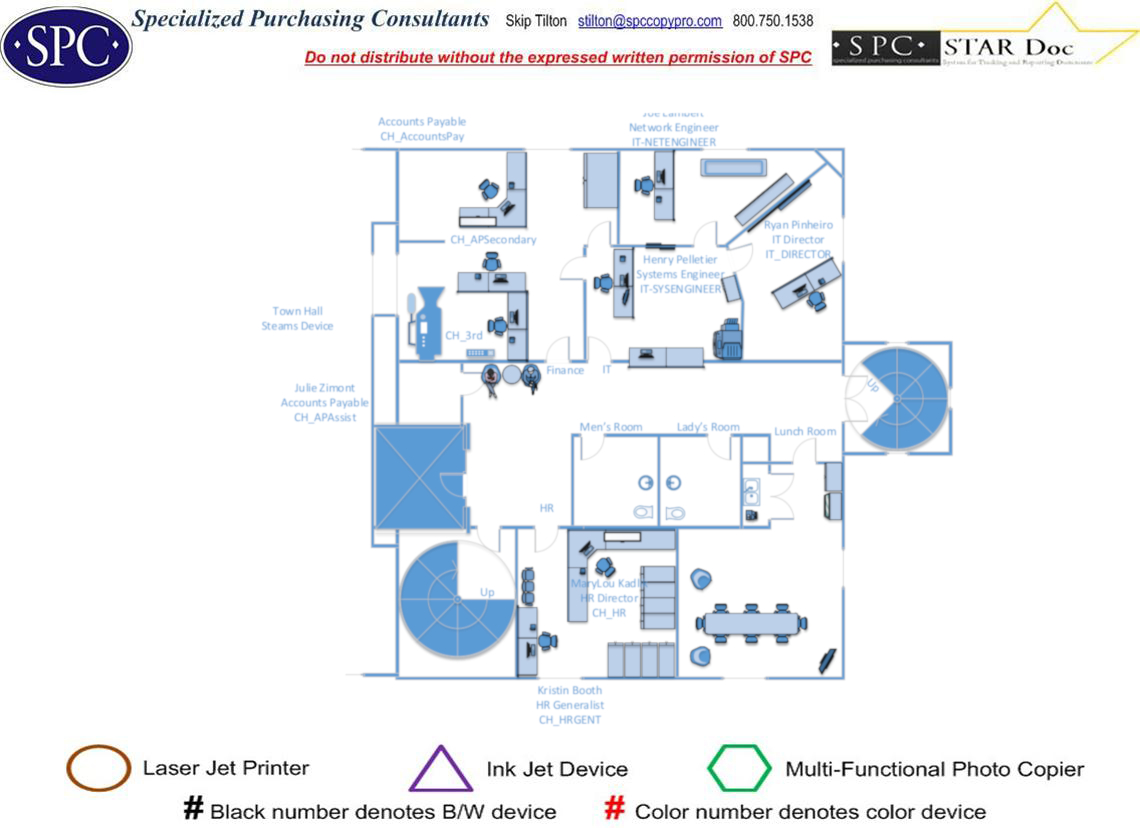 Specialized Purchasing Consultants Skip Tilton stilton@spccopypro.com 800.750.1538
·SPC·
Do not distribute without the expressed written permission of SPC
·SPC· STAR Doc
specialized purchasing consultants System for Tracking and Reporting Documents
Accounts Payable
CH_AccountsPay
Joe Lambert
Network Engineer
IT-NETENGINEER
Ryan Pinheiro
IT Director
IT_DIRECTOR
CH_APSecondary
Henry Pelletier
Systems Engineer
IT-SYSENGINEER
Town Hall
Steams Device
CH_3rd
Finance IT
Up
Julie Zimont
Accounts Payable
CH_APAssist
Men's Room
Lady's Room
Lunch Room
HR
Up
MaryLou
HR Director
CH_HR
Kristin Booth
HR Generalist
CH_HRGENT
Laser Jet Printer
Ink Jet Device
Multi-Functional Photo Copier
# Black number denotes B/W device
# Color number denotes color device